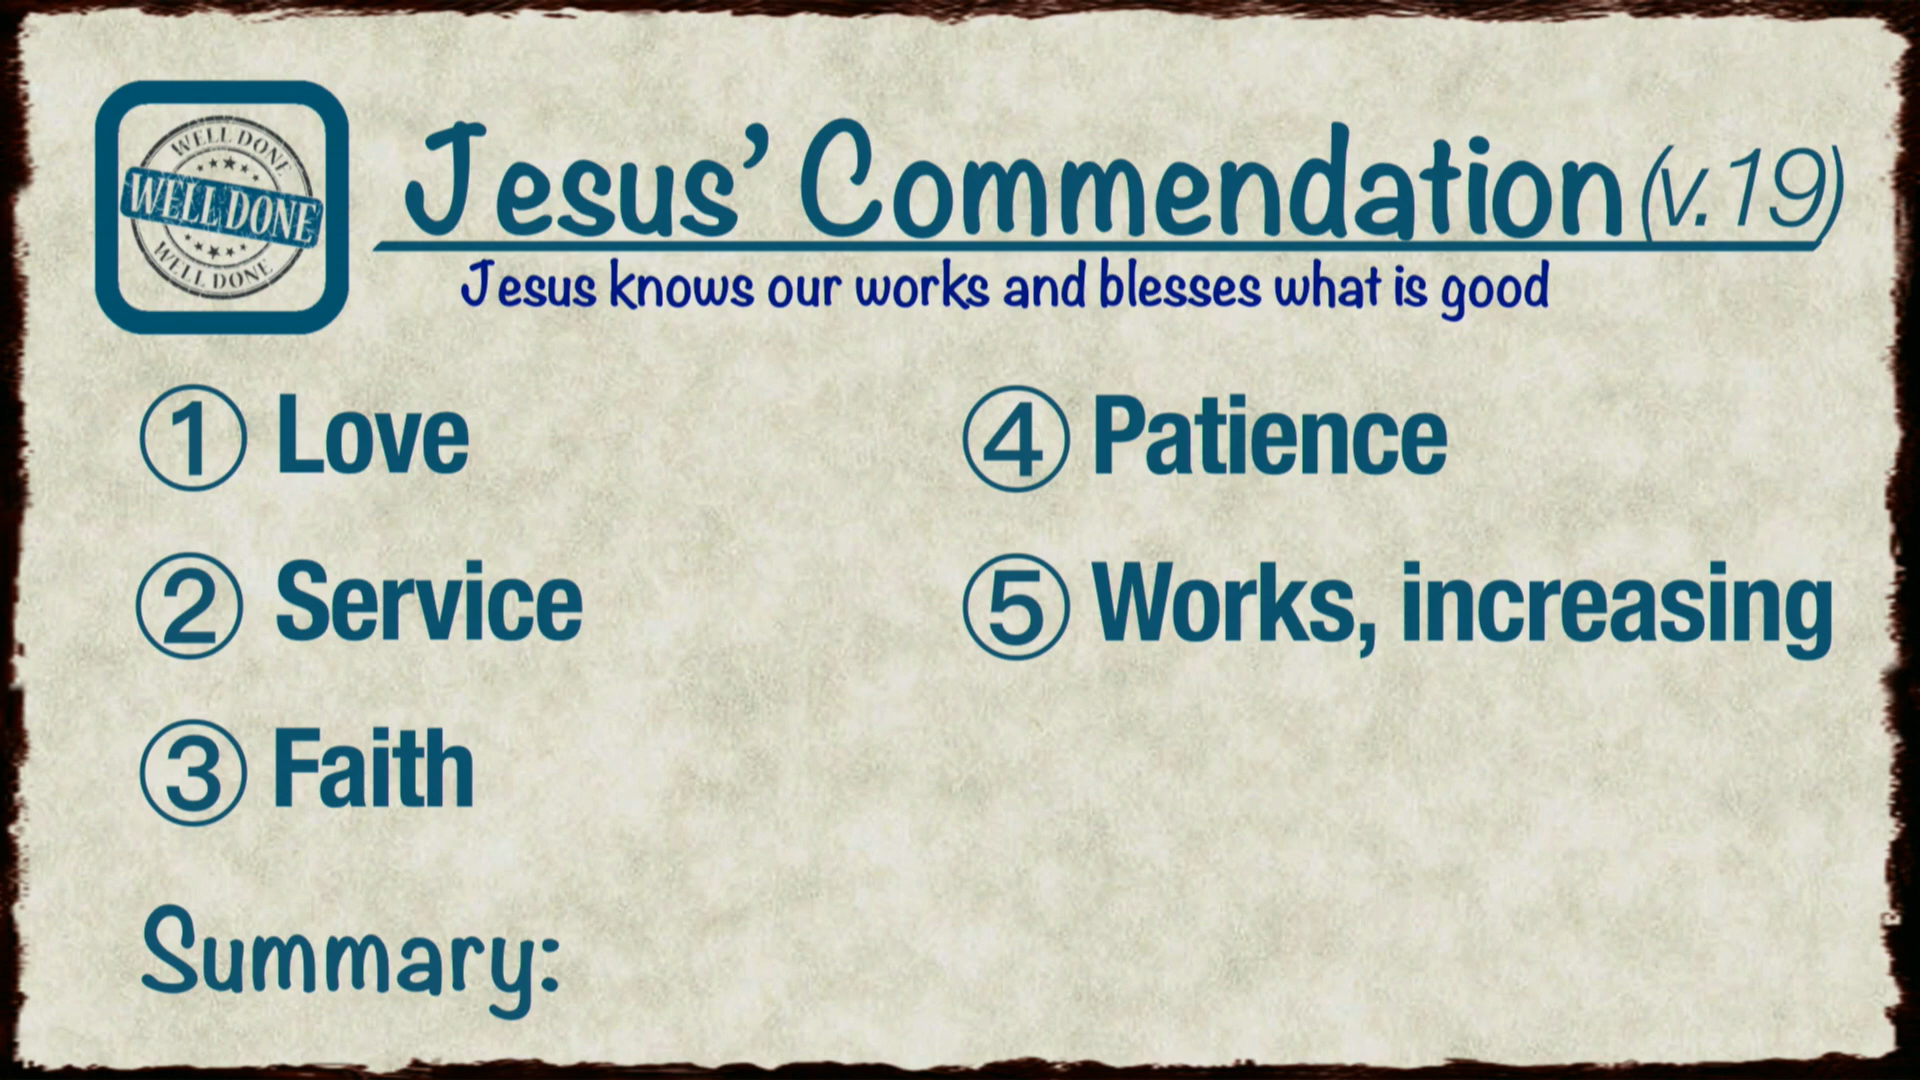 WELL DONE
WELL DONE
WELL DONE
Jesus’ Commendation (v.19)
Jesus knows our works and blesses what is good
① Love
② Service
③ Faith
④ Patience
⑤ Works, increasing
Summary: